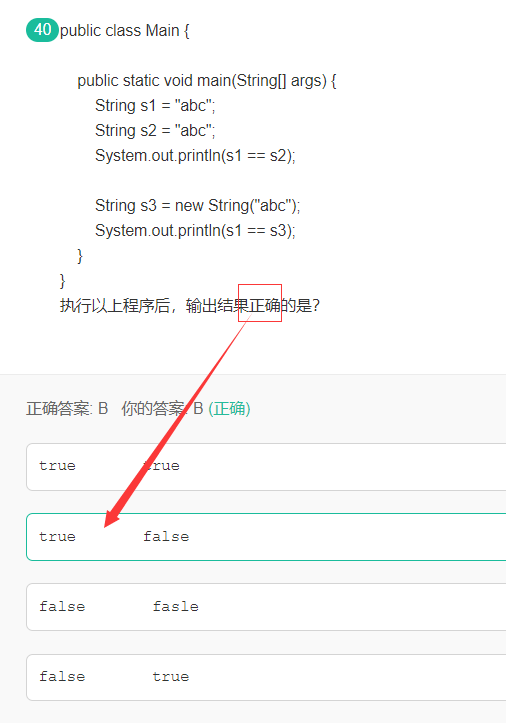 40 public class Main {
public static void main(String[] args) {
String s1 = "abc";
String s2 = "abc";
System.out.println(s1 == s2);
String s3 = new String("abc");
System.out.println(s1 == s3);
}
}
执行以上程序后，输出结果正确的是?
正确答案: B 你的答案: B (正确)
true true
true false
false fasle
false true